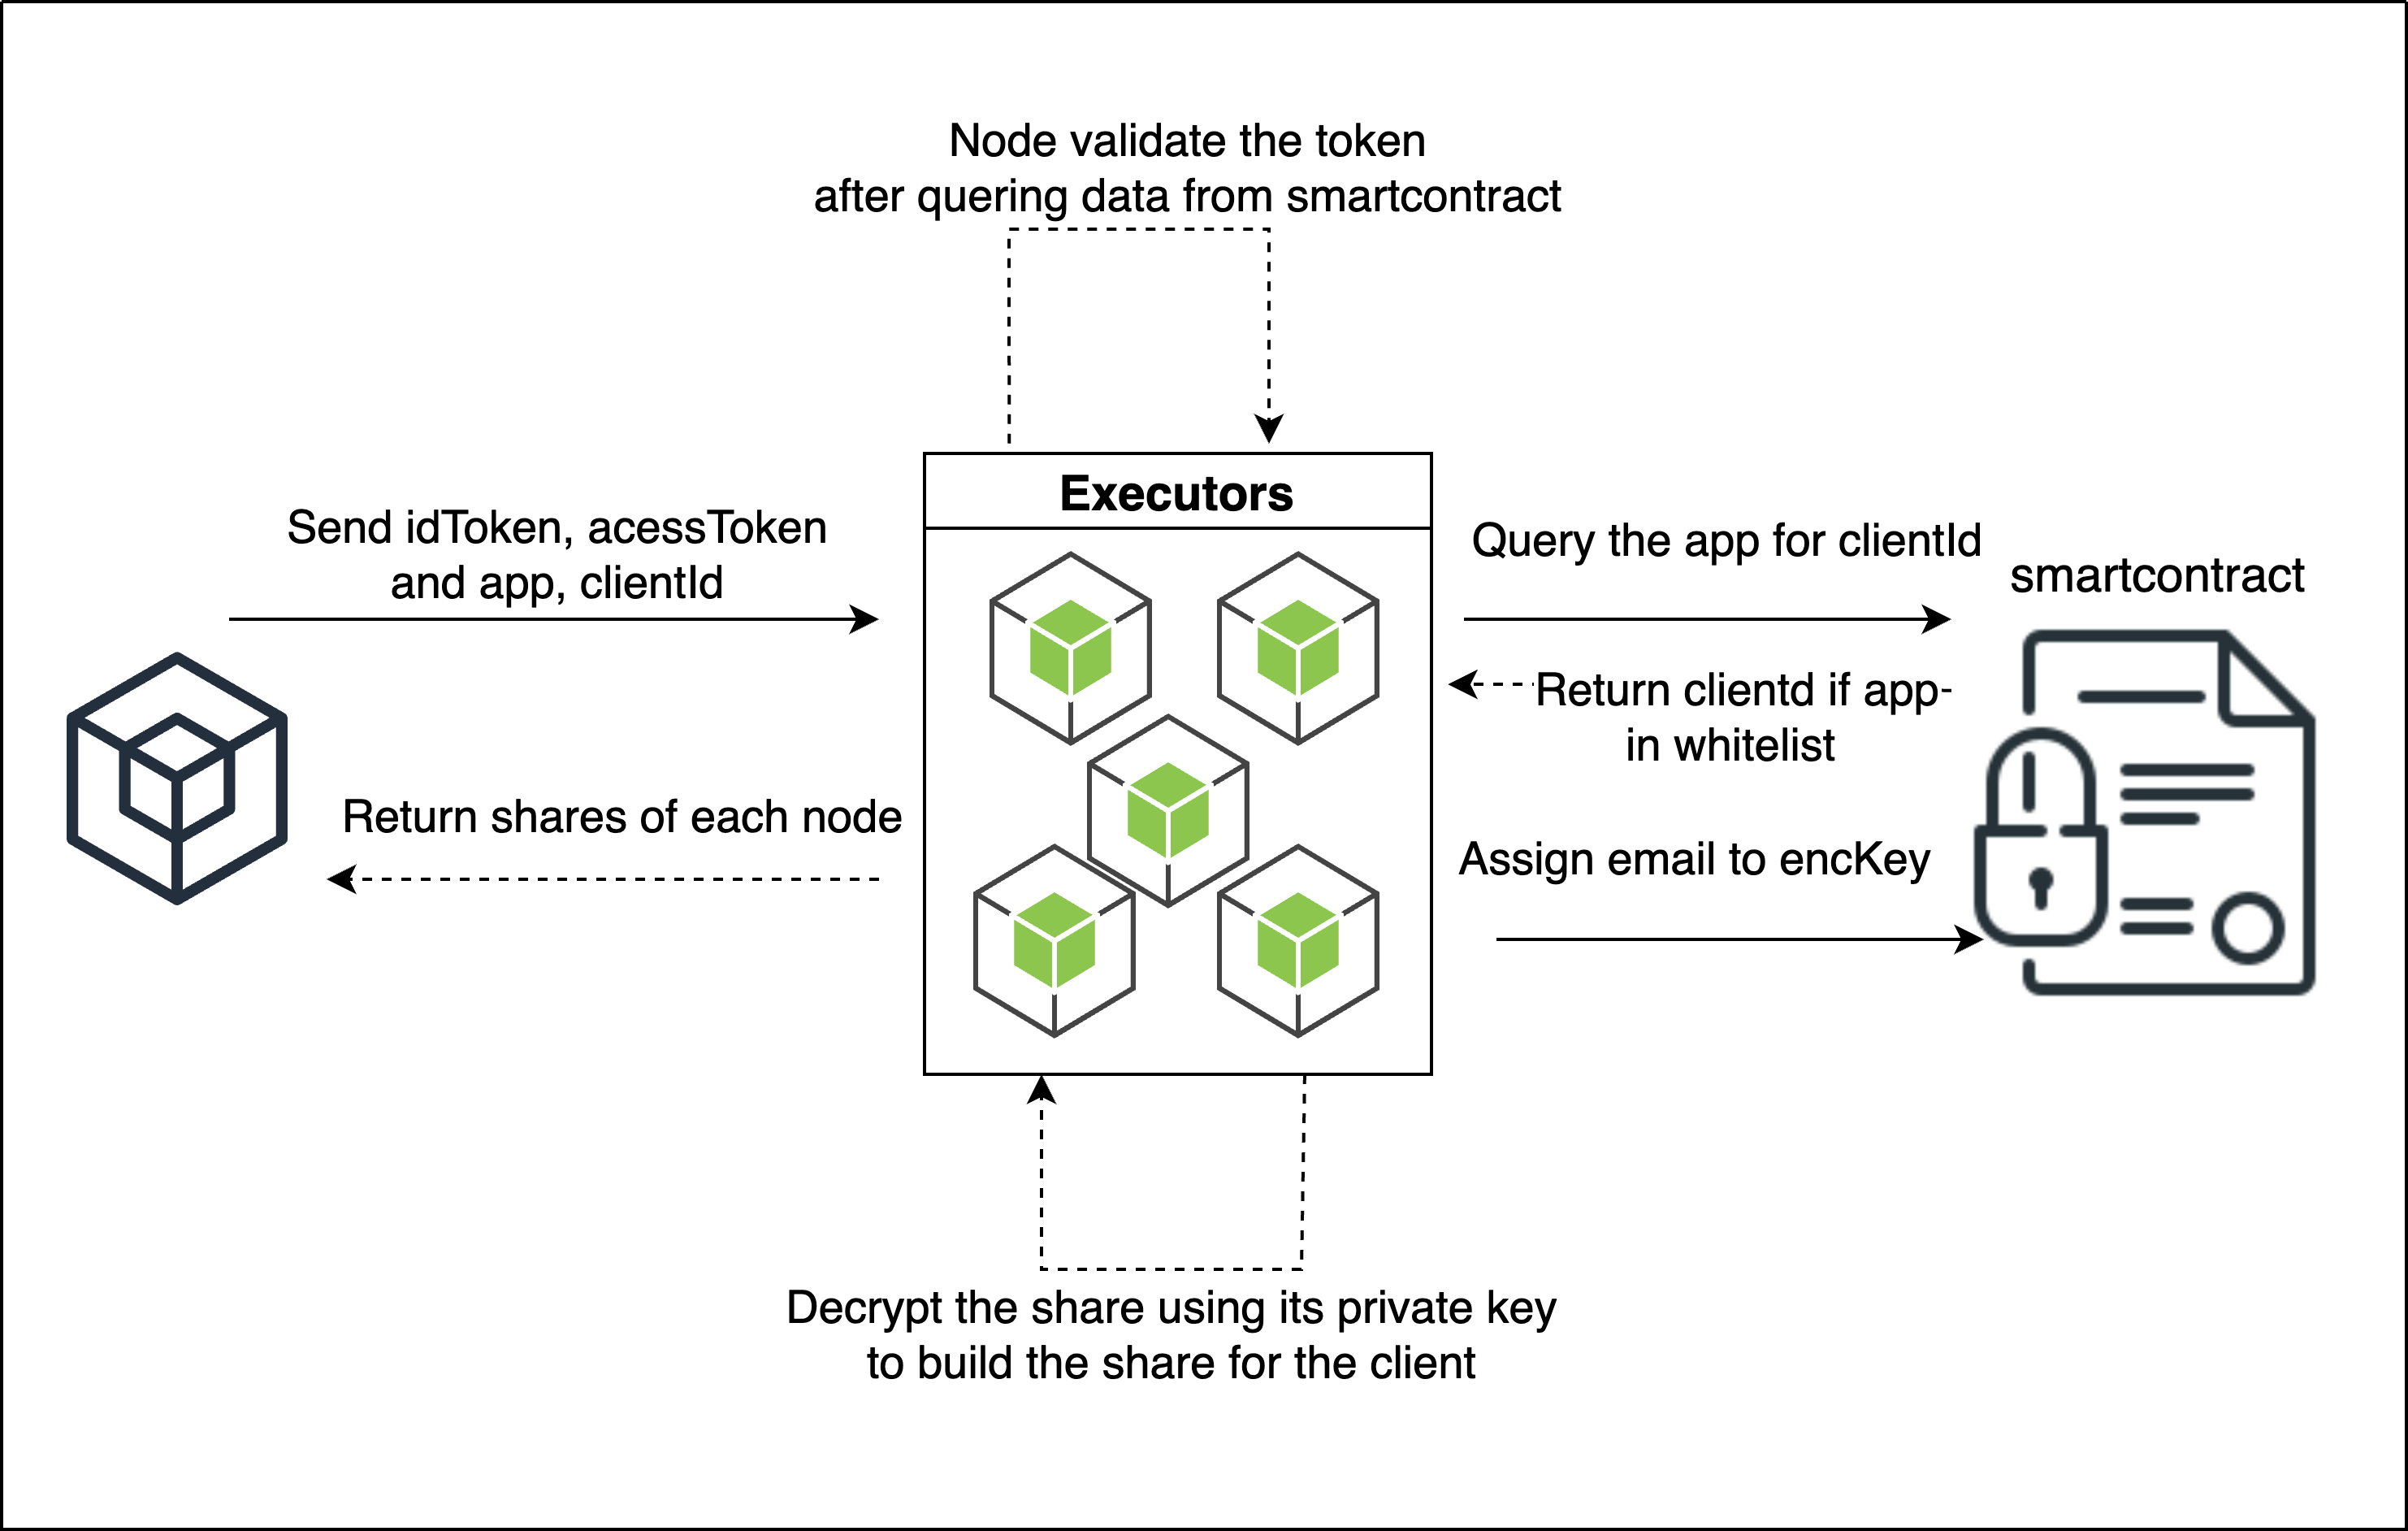 Node validate the token
after quering data from smartcontract
Executors
Send idToken, acessToken
and app, clientId
Query the app for clientId
smartcontract
Return clientd if app-
in whitelist
Return shares of each node
Assign email to encKey
Decrypt the share using its private key
to build the share for the client